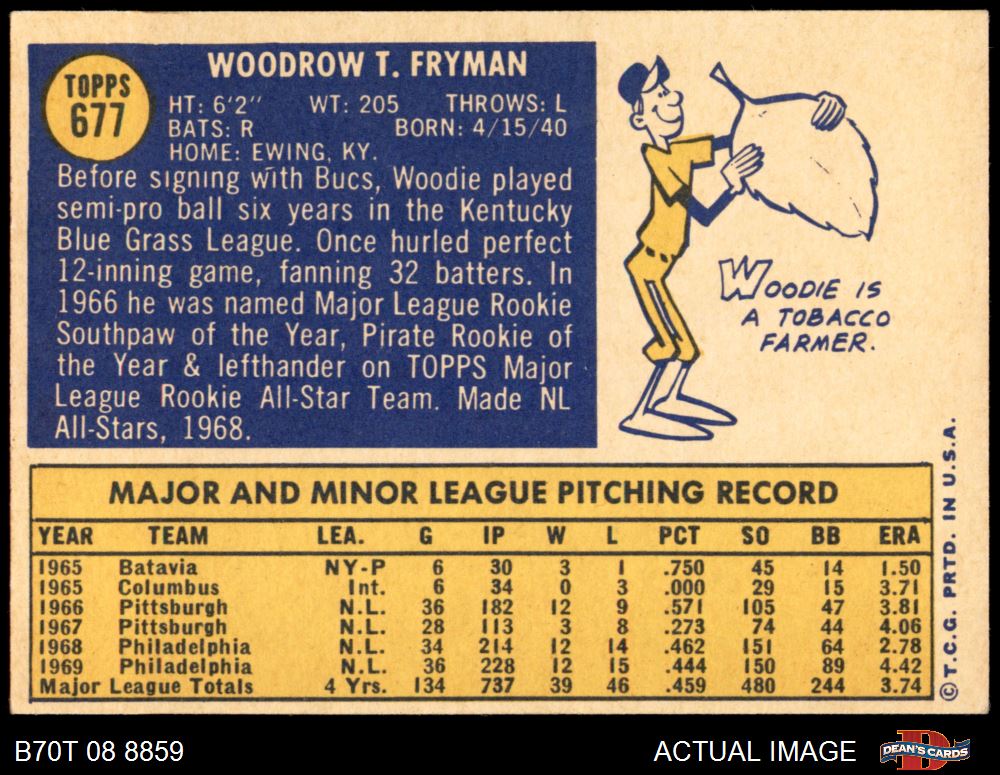 TOPPS
677
WOODROW T. FRYMAN
HT: 6'2" WT: 205 THROWS: L
BATS: R BORN: 4/15/40
HOME: EWING, KY.
Before signing with Bucs, Woodie played
semi-pro ball six years in the Kentucky
Blue Grass League. Once hurled perfect
12-inning game, fanning 32 batters. In
1966 he was named Major League Rookie
Southpaw of the Year, Pirate Rookie of
the Year & lefthander on TOPPS Major
League Rookie All-Star Team. Made NL
All-Stars, 1968.
WOODIE IS
A TOBACCO
FARMER.
MAJOR AND MINOR LEAGUE PITCHING RECORD
YEAR TEAM LEA. G IP W L PCT SO BB ERA
1965 Batavia NY-P 6 30 3 1 .750 45 14 1.50
1965 Columbus Int. 6 34 0 3 .000 29 15 3.71
1966 Pittsburgh N.L. 36 182 12 9 .571 105 47 3.81
1967 Pittsburgh N.L. 28 113 3 8 .273 74 44 4.06
1968 Philadelphia N.L. 34 214 12 14 .462 151 64 2.78
1969 Philadelphia N.L. 36 228 12 15 .444 150 89 4.42
Major League Totals 4 Yrs. 134 737 39 46 .459 480 244 3.74
© T.C.G. PRTD. IN U.S.A.
B70T 08 8859
ACTUAL IMAGE
DEAN'S CARDS